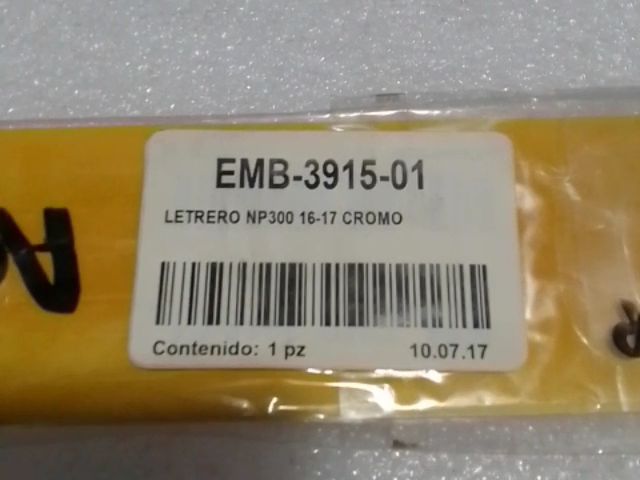 EMB-3915-01
LETRERO NP300 16-17 CROMO
Contenido: 1 pz 10.07.17